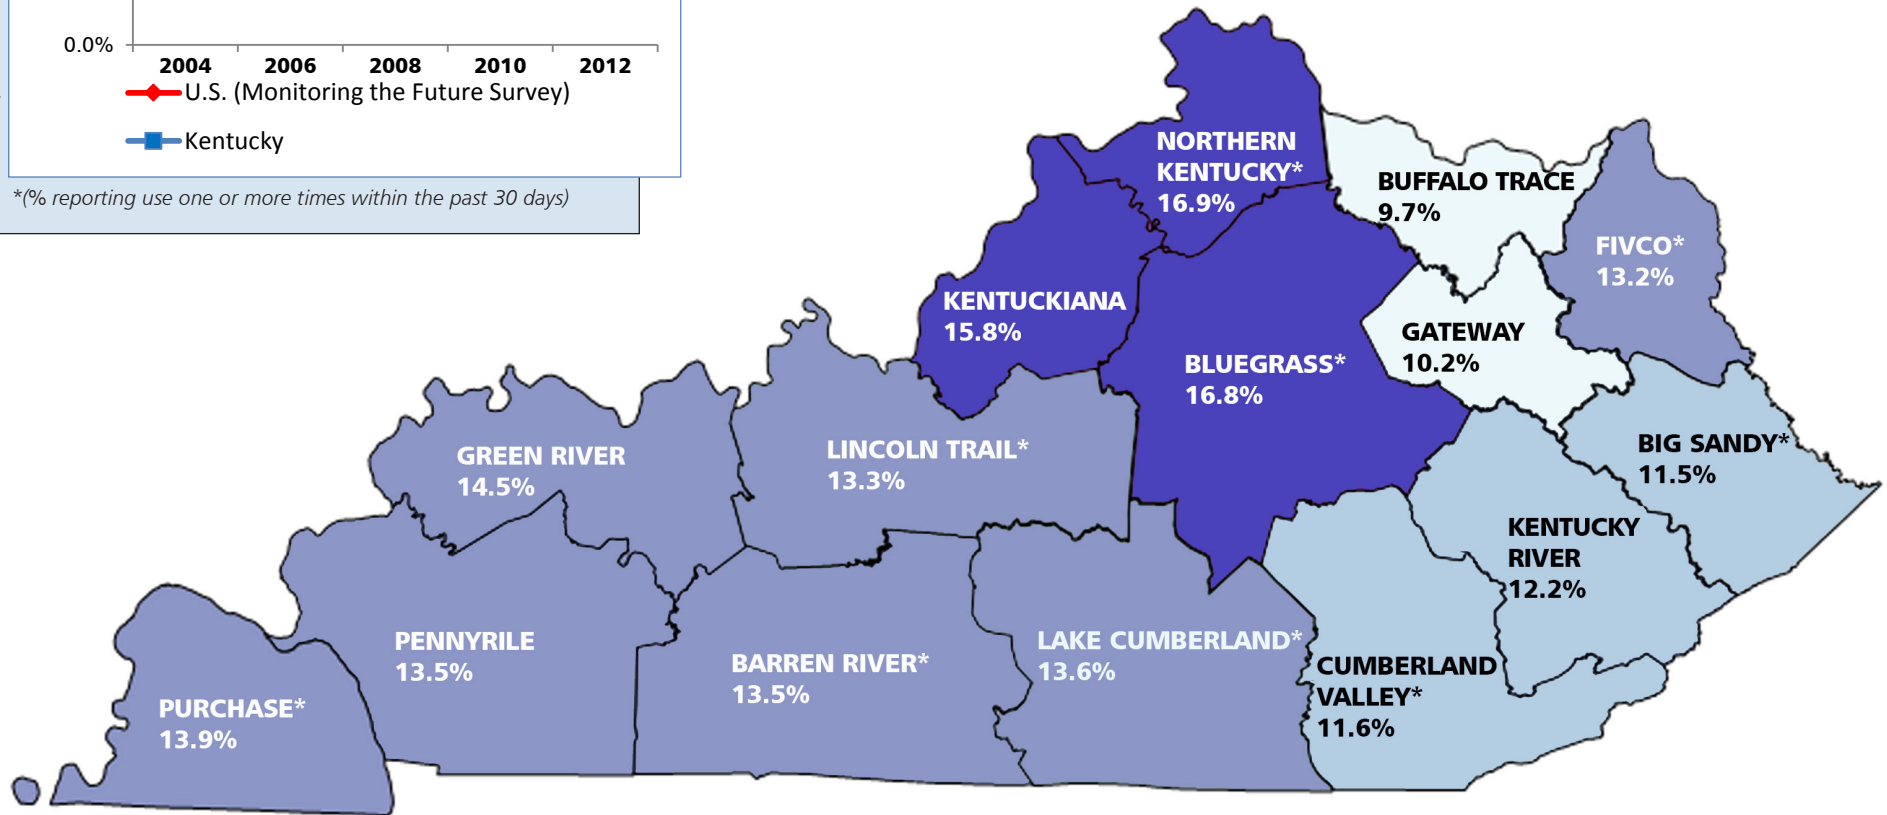 0.0%
2004 2006 2008 2010 2012
U.S. (Monitoring the Future Survey)
Kentucky
*(% reporting use one or more times within the past 30 days)
NORTHERN
KENTUCKY*
16.9%
BUFFALO TRACE
9.7%
FIVCO*
13.2%
KENTUCKIANA
15.8%
GATEWAY
10.2%
BLUEGRASS*
16.8%
GREEN RIVER
14.5%
LINCOLN TRAIL*
13.3%
BIG SANDY*
11.5%
KENTUCKY
RIVER
12.2%
PENNYRILE
13.5%
BARREN RIVER*
13.5%
LAKE CUMBERLAND*
13.6%
CUMBERLAND
VALLEY*
11.6%
PURCHASE*
13.9%